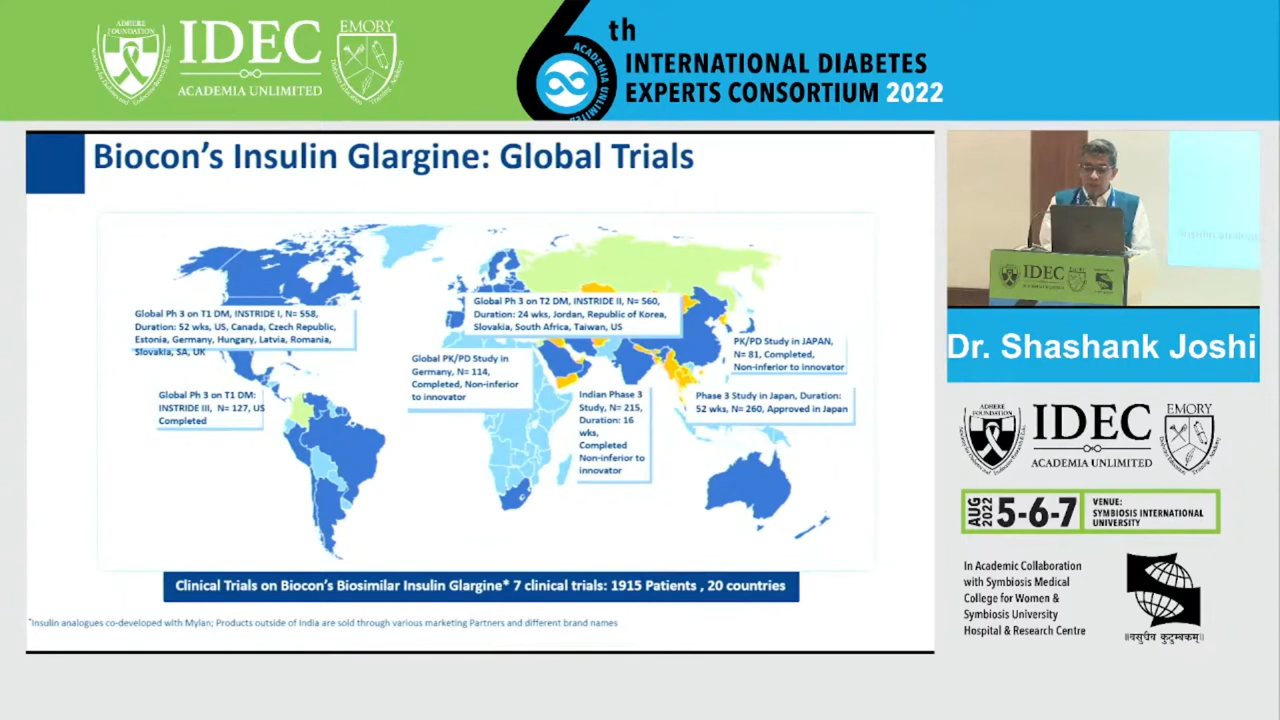 ADHERE
FOUNDATION
IDEC
ACADEMIA UNLIMITED
EMORY
6th
ACADEMIA UNLIMITED
INTERNATIONAL DIABETES
EXPERTS CONSORTIUM 2022
Biocon's Insulin Glargine: Global Trials
Global Ph 3 on T1 DM, INSTRIDE I, N= 558,
Duration: 52 wks, US, Canada, Czech Republic,
Estonia, Germany, Hungary, Latvia, Romania,
Slovakia, SA, UK
Global Ph 3 on T2 DM, INSTRIDE II, N= 560,
Duration: 24 wks, Jordan, Republic of Korea,
Slovakia, South Africa, Taiwan, US
PK/PD Study in JAPAN,
N= 81, Completed,
Non-inferior to innovator
Global PK/PD Study in
Germany, N= 114,
Completed, Non-inferior
to innovator
Global Ph 3 on T1 DM:
INSTRIDE III, N= 127, US
Completed
Indian Phase 3
Study, N= 215,
Duration: 16
wks,
Completed
Non-inferior to
innovator
Phase 3 Study in Japan, Duration:
52 wks, N= 260, Approved in Japan
Clinical Trials on Biocon's Biosimilar Insulin Glargine* 7 clinical trials: 1915 Patients , 20 countries
*Insulin analogues co-developed with Mylan; Products outside of India are sold through various marketing Partners and different brand names
IDEC
Dr. Shashank Joshi
ADHERE
FOUNDATION
IDEC
ACADEMIA UNLIMITED
EMORY
AUG
2022
5-6-7
VENUE:
SYMBIOSIS INTERNATIONAL
UNIVERSITY
In Academic Collaboration
with Symbiosis Medical
College for Women &
Symbiosis University
Hospital & Research Centre
॥वसुधैव कुटुम्बकम्॥